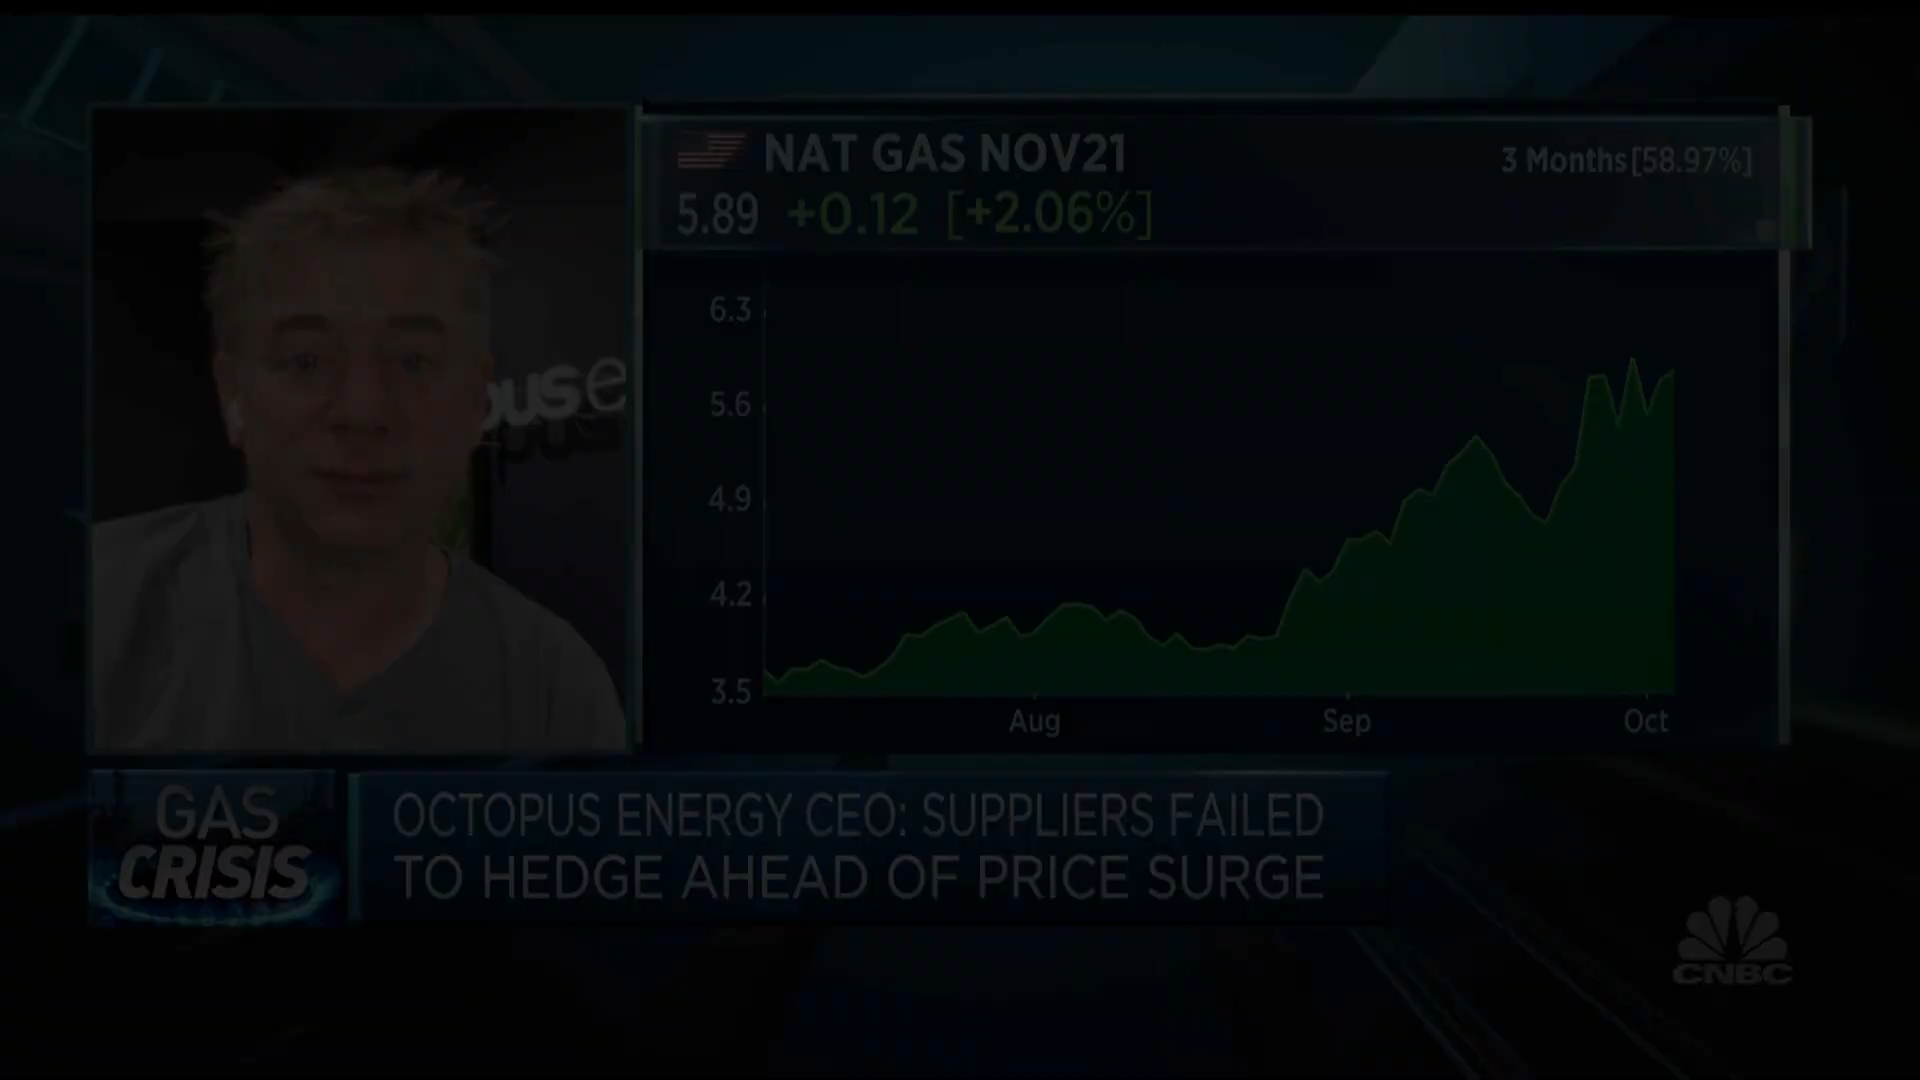 NAT GAS NOV21
3 Months[58.97%]
5.89 +0.12 [+2.06%]
6.3
5.6
4.9
4.2
3.5
Aug Sep Oct
ouse
GAS
CRISIS
OCTOPUS ENERGY CEO: SUPPLIERS FAILED
TO HEDGE AHEAD OF PRICE SURGE
CNBC